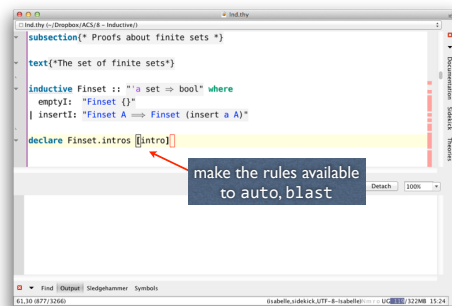 Ind.thy
Ind.thy (~/Dropbox/ACS/8 – Inductive/)
subsection{* Proofs about finite sets *}
text{*The set of finite sets*}
inductive Finset :: "'a set ⇒ bool" where
emptyI: "Finset {}"
| insertI: "Finset A ⟹ Finset (insert a A)"
declare Finset.intros [intro]
make the rules available
to auto, blast
Documentation
Sidekick
Theories
Detach
100%
Find Output Sledgehammer Symbols
61,30 (877/3266)
(isabelle,sidekick,UTF-8-Isabelle)
322MB 15:24